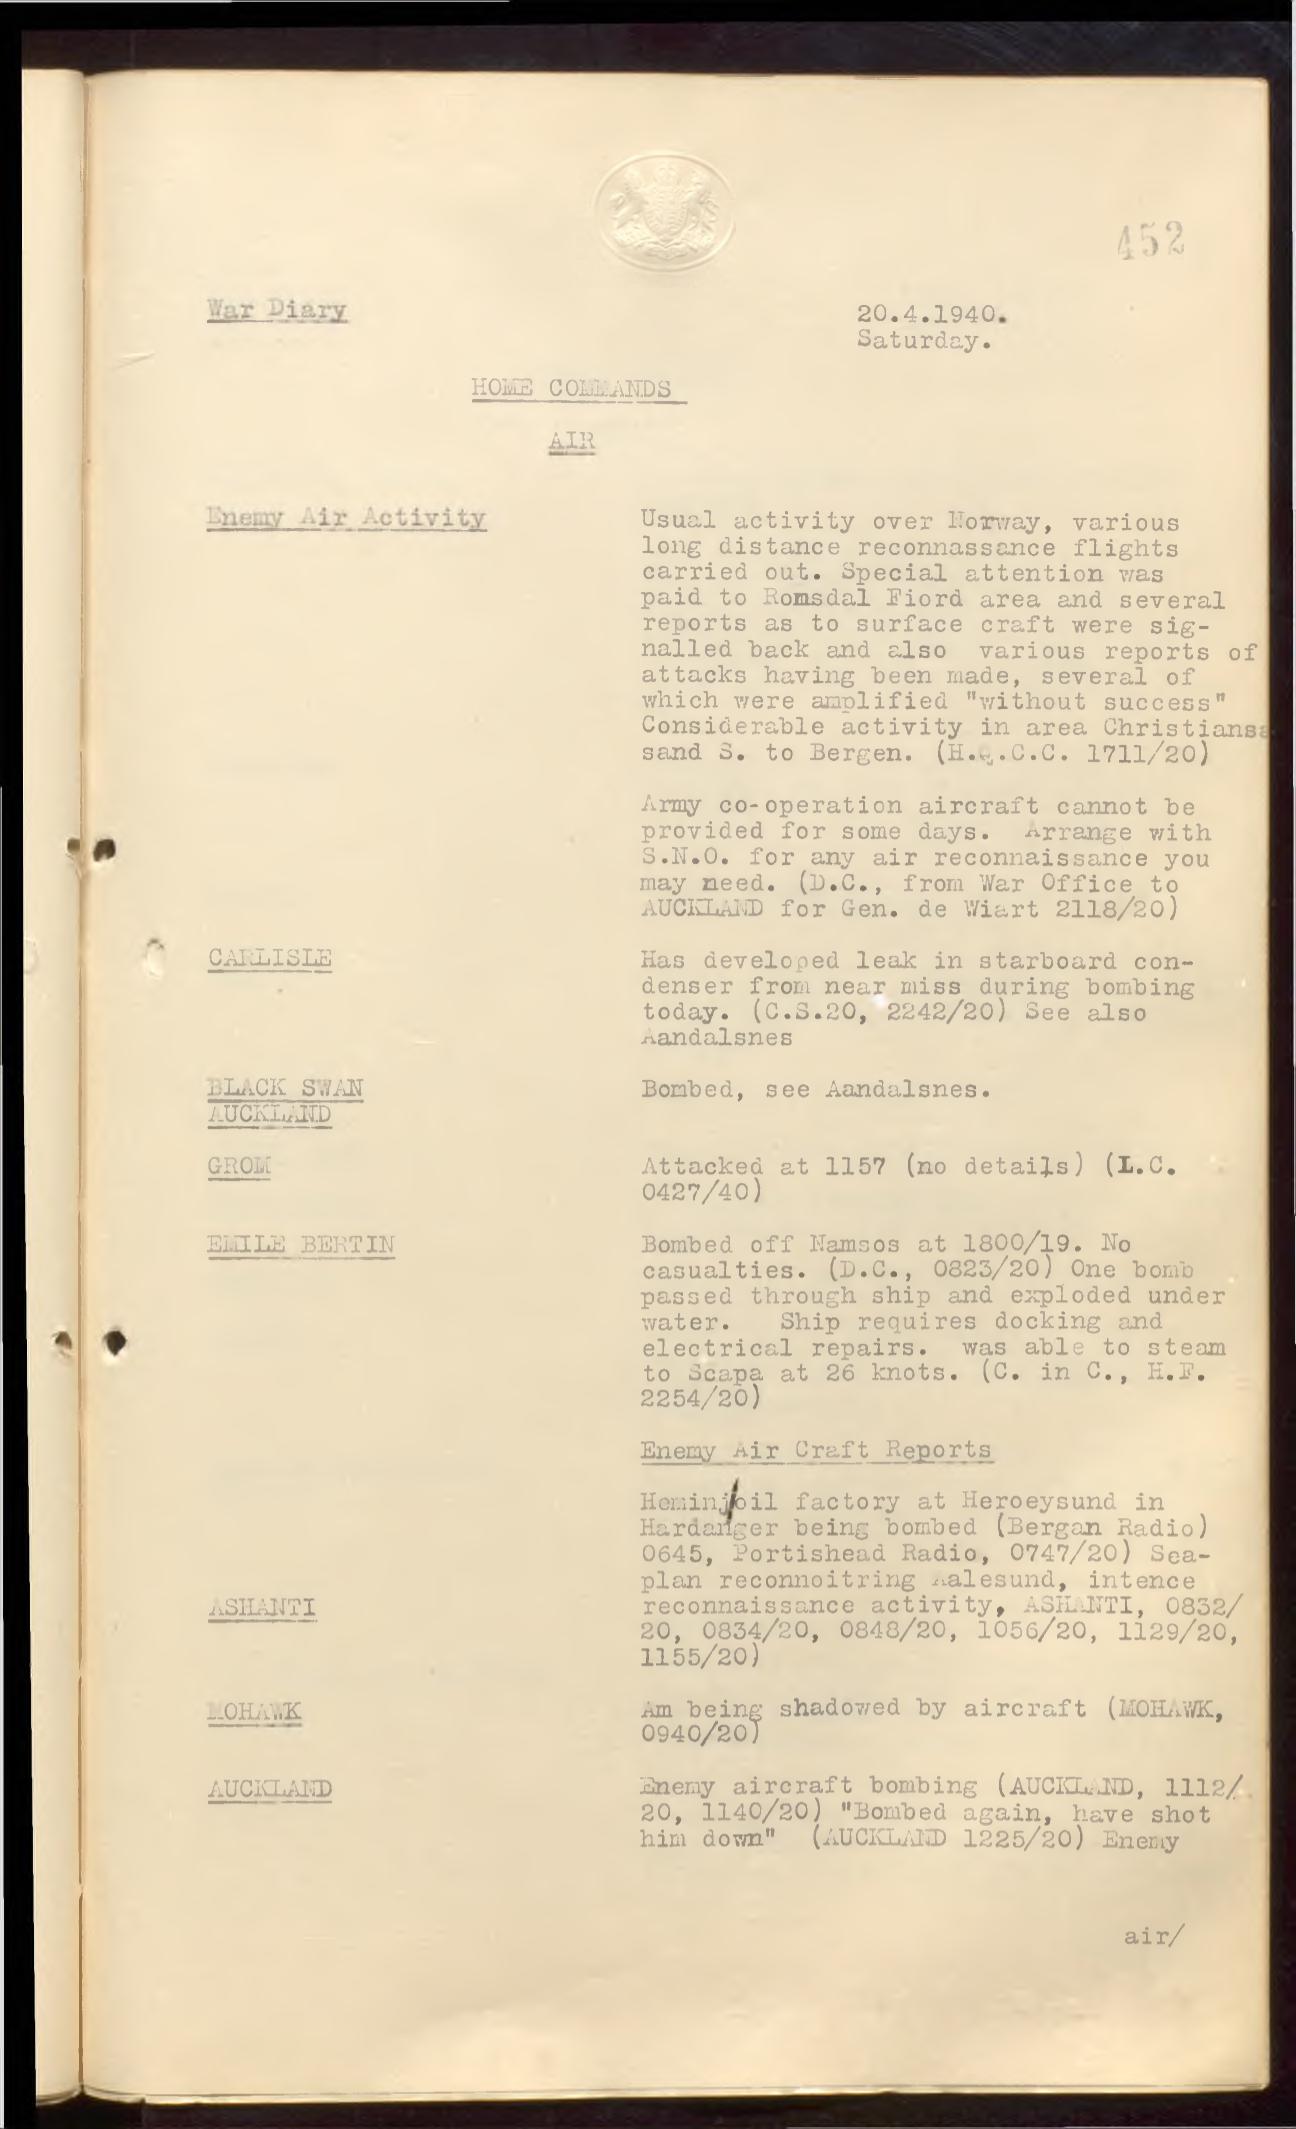 452
War Diary
20.4.1940.
Saturday.
HOME COMMANDS
AIR
Enemy Air Activity
Usual activity over Norway, various
long distance reconnassance flights
carried out. Special attention was
paid to Romsdal Fiord area and several
reports as to surface craft were sig-
nalled back and also various reports of
attacks having been made, several of
which were amplified "without success"
Considerable activity in area Christians
sand S. to Bergen. (H.Q.C.C. 1711/20)
Army co-operation aircraft cannot be
provided for some days. Arrange with
S.N.O. for any air reconnaissance you
may need. (D.C., from War Office to
AUCKLAND for Gen. de Wiart 2118/20)
CARLISLE
Has developed leak in starboard con-
denser from near miss during bombing
today. (C.S.20, 2242/20) See also
Aandalsnes
BLACK SWAN
AUCKLAND
Bombed, see Aandalsnes.
GROM
Attacked at 1157 (no details) (L.C.
0427/40)
EMILE BERTIN
Bombed off Namsos at 1800/19. No
casualties. (D.C., 0823/20) One bomb
passed through ship and exploded under
water. Ship requires docking and
electrical repairs. was able to steam
to Scapa at 26 knots. (C. in C., H.F.
2254/20)
Enemy Air Craft Reports
Heminj/oil factory at Heroeysund in
Hardanger being bombed (Bergan Radio)
0645, Portishead Radio, 0747/20) Sea-
plan reconnoitring Aalesund, intence
ASHANTI
reconnaissance activity, ASHANTI, 0832/
20, 0834/20, 0848/20, 1056/20, 1129/20,
1155/20)
MOHAWK
Am being shadowed by aircraft (MOHAWK,
0940/20)
AUCKLAND
Enemy aircraft bombing (AUCKLAND, 1112/
20, 1140/20) "Bombed again, have shot
him down" (AUCKLAND 1225/20) Enemy
air/